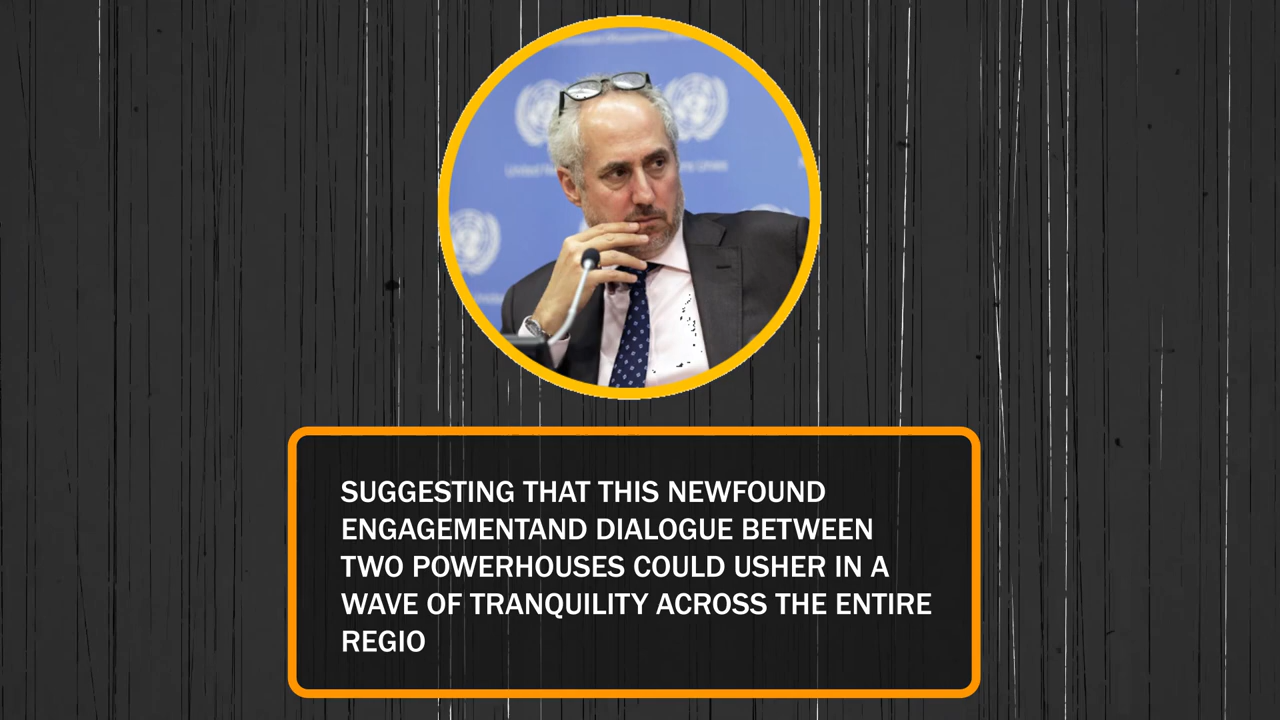 SUGGESTING THAT THIS NEWFOUND
ENGAGEMENTAND DIALOGUE BETWEEN
TWO POWERHOUSES COULD USHER IN A
WAVE OF TRANQUILITY ACROSS THE ENTIRE
REGIO